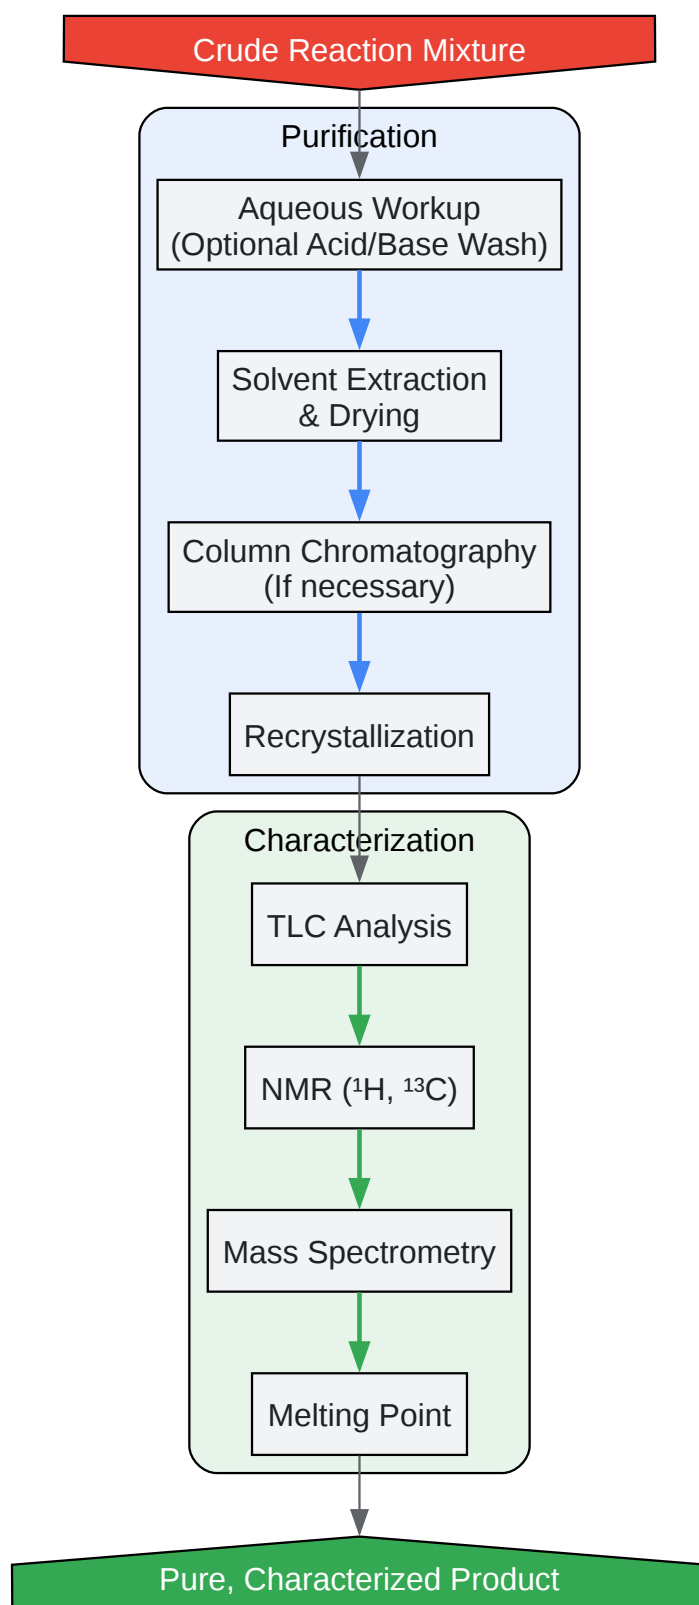 Crude Reaction Mixture
Purification
Aqueous Workup
(Optional Acid/Base Wash)
Solvent Extraction
& Drying
Column Chromatography
(If necessary)
Recrystallization
Characterization
TLC Analysis
NMR (¹H, ¹³C)
Mass Spectrometry
Melting Point
Pure, Characterized Product